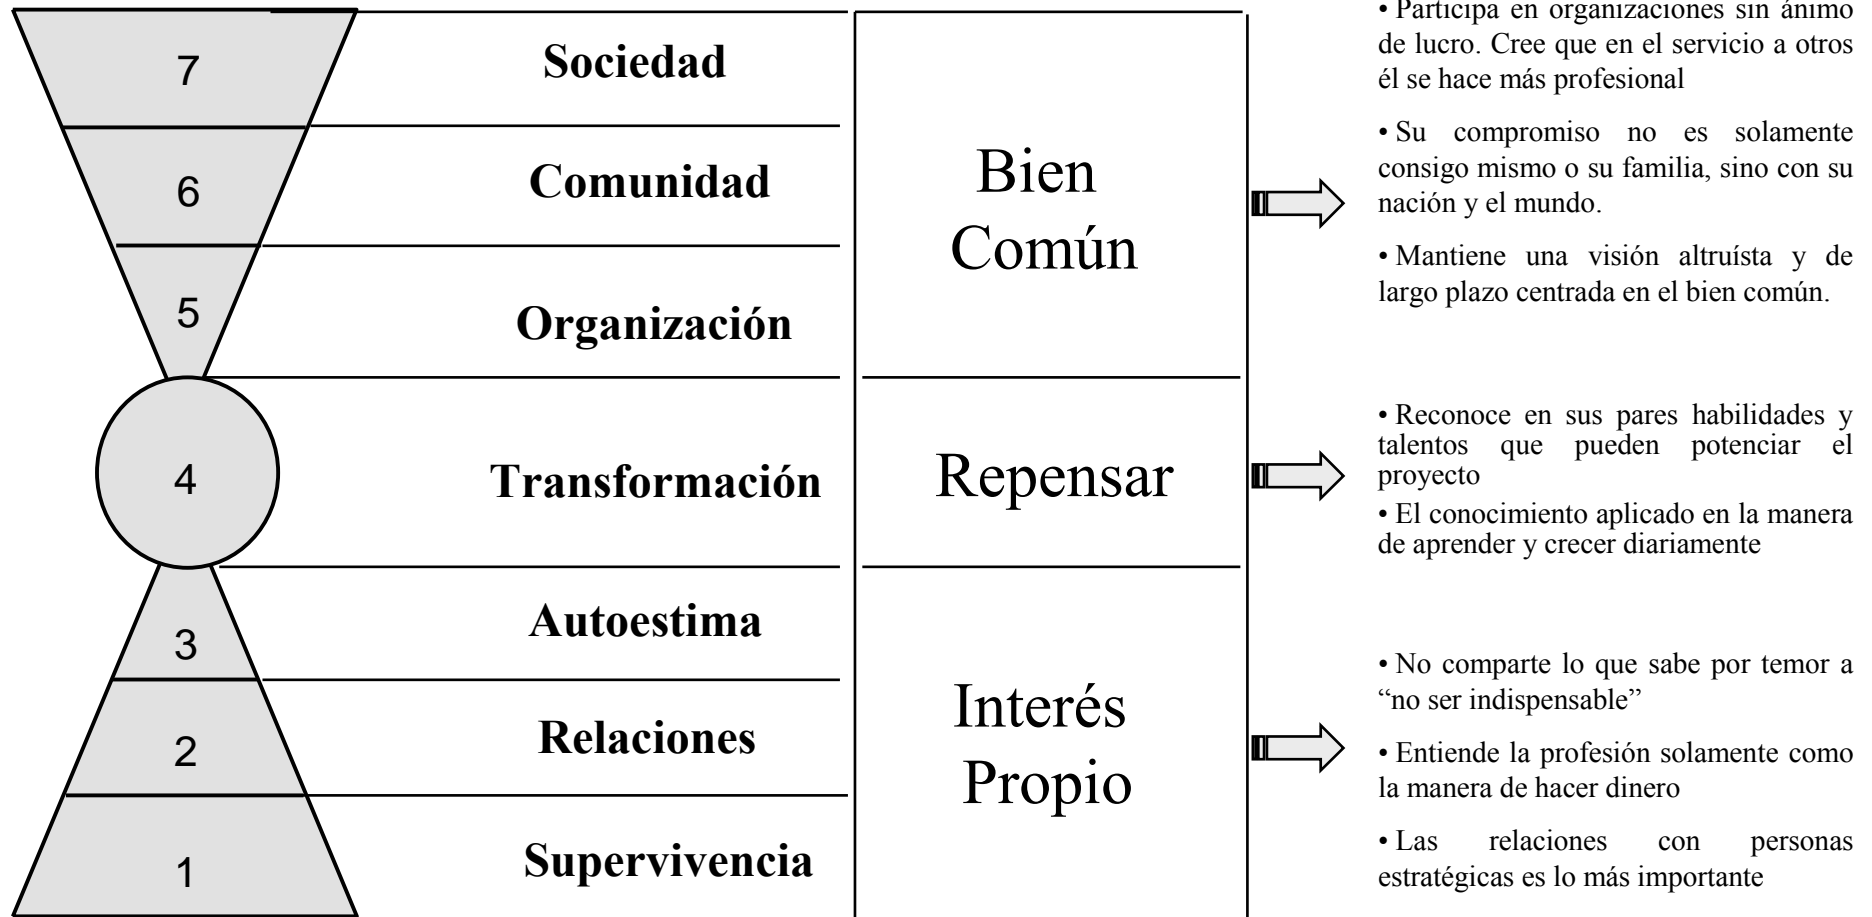 7
Sociedad
6
Comunidad
5
Organización
4
Transformación
3
Autoestima
2
Relaciones
1
Supervivencia
Bien
Común
Repensar
Interés
Propio
• Participa en organizaciones sin ánimo
de lucro. Cree que en el servicio a otros
él se hace más profesional
• Su compromiso no es solamente
consigo mismo o su familia, sino con su
nación y el mundo.
• Mantiene una visión altruísta y de
largo plazo centrada en el bien común.
• Reconoce en sus pares habilidades y
talentos que pueden potenciar el
proyecto
• El conocimiento aplicado en la manera
de aprender y crecer diariamente
• No comparte lo que sabe por temor a
“no ser indispensable”
• Entiende la profesión solamente como
la manera de hacer dinero
• Las relaciones con personas
estratégicas es lo más importante